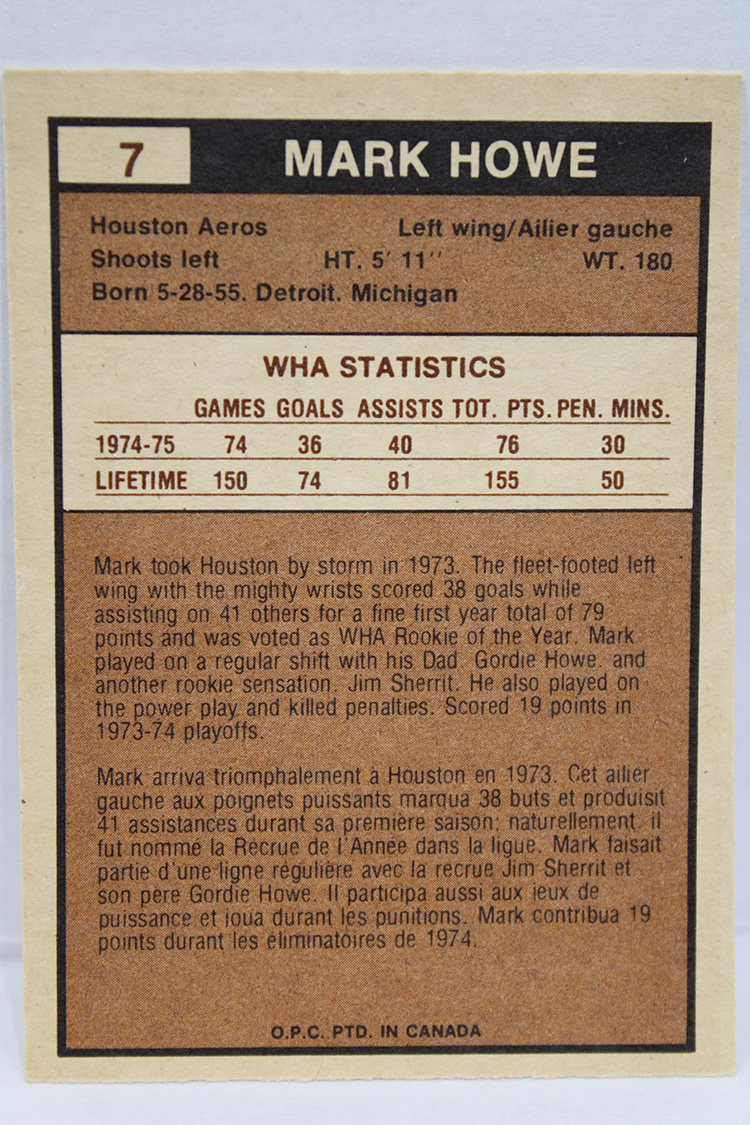 7 MARK HOWE
Houston Aeros Left wing/Ailier gauche
Shoots left HT. 5' 11'' WT. 180
Born 5-28-55. Detroit. Michigan
WHA STATISTICS
GAMES GOALS ASSISTS TOT. PTS. PEN. MINS.
1974-75 74 36 40 76 30
LIFETIME 150 74 81 155 50
Mark took Houston by storm in 1973. The fleet-footed left
wing with the mighty wrists scored 38 goals while
assisting on 41 others for a fine first year total of 79
points and was voted as WHA Rookie of the Year. Mark
played on a regular shift with his Dad. Gordie Howe. and
another rookie sensation. Jim Sherrit. He also played on
the power play and killed penalties. Scored 19 points in
1973-74 playoffs.
Mark arriva triomphalement à Houston en 1973. Cet ailier
gauche aux poignets puissants marqua 38 buts et produisit
41 assistances durant sa première saison; naturellement. il
fut nomme la Recrue de l'Année dans la ligue. Mark faisait
partie d'une ligne régulière avec la recrue Jim Sherrit et
son père Gordie Howe. Il participa aussi aux jeux de
puissance et joua durant les punitions. Mark contribua 19
points durant les éliminatoires de 1974.
O.P.C. PTD. IN CANADA